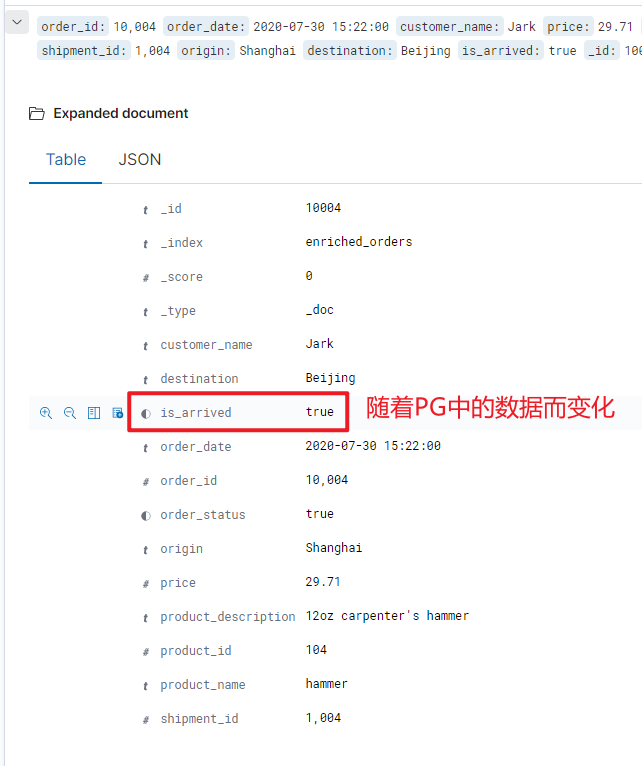 order_id: 10,004 order_date: 2020-07-30 15:22:00 customer_name: Jark price: 29.71
shipment_id: 1,004 origin: Shanghai destination: Beijing is_arrived: true _id:
Expanded document
Table JSON
t _id 10004
t _index enriched_orders
# _score 0
t _type _doc
t customer_name Jark
t destination Beijing
is_arrived true 随着PG中的数据而变化
t order_date 2020-07-30 15:22:00
# order_id 10,004
order_status true
t origin Shanghai
# price 29.71
t product_description 12oz carpenter's hammer
# product_id 104
t product_name hammer
# shipment_id 1,004